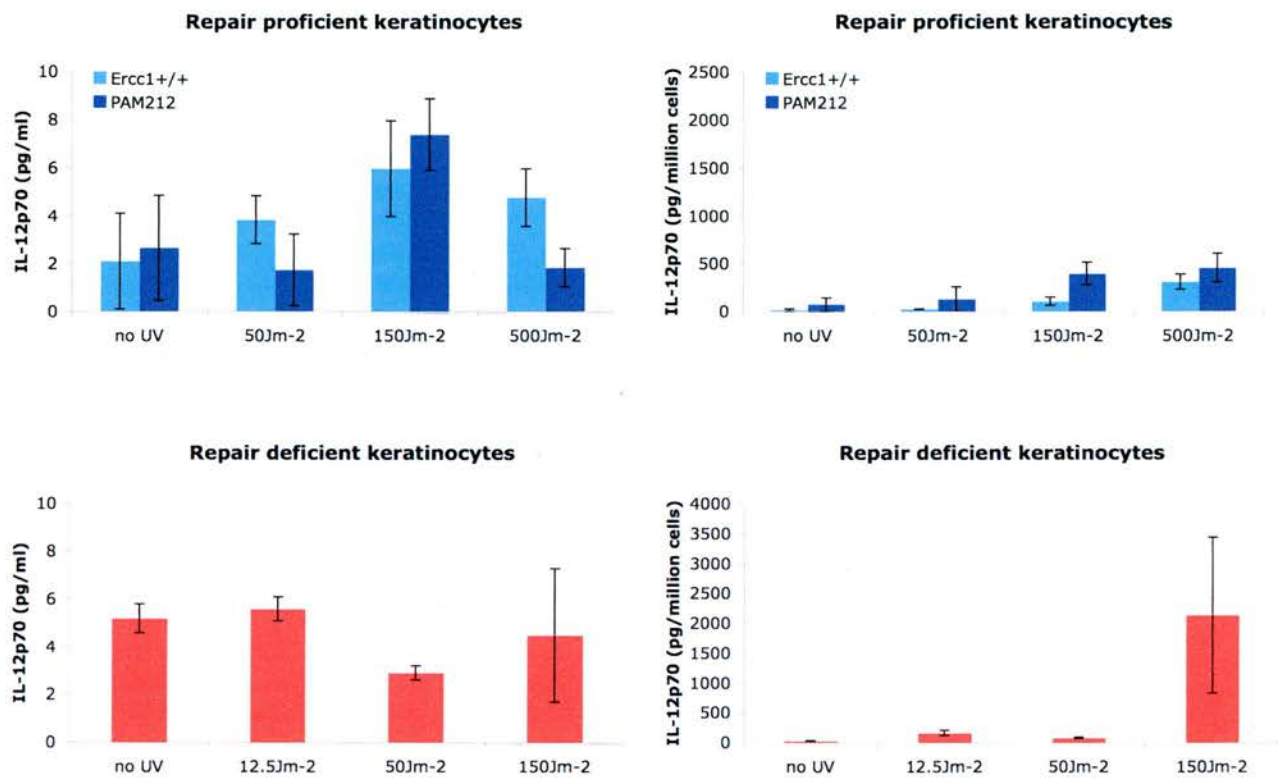 Repair proficient keratinocytes
IL-12p70 (pg/ml)
10
8
6
4
2
0
Ercc1+/+
PAM212
no UV 50Jm-2 150Jm-2 500Jm-2
Repair proficient keratinocytes
IL-12p70 (pg/million cells)
2500
2000
1500
1000
500
0
Ercc1+/+
PAM212
no UV 50Jm-2 150Jm-2 500Jm-2
Repair deficient keratinocytes
IL-12p70 (pg/ml)
10
8
6
4
2
0
no UV 12.5Jm-2 50Jm-2 150Jm-2
Repair deficient keratinocytes
IL-12p70 (pg/million cells)
4000
3500
3000
2500
2000
1500
1000
500
0
no UV 12.5Jm-2 50Jm-2 150Jm-2